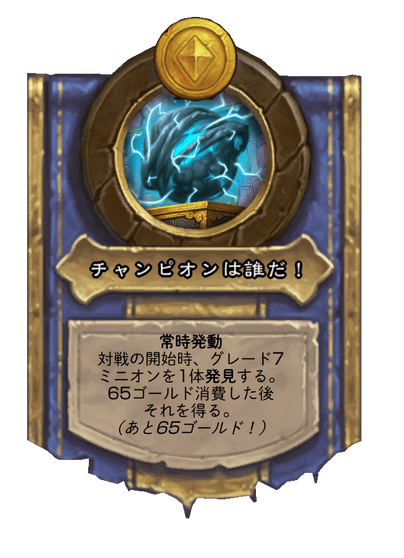 チャンピオンは誰だ！
常時発動
対戦の開始時、グレード7
ミニオンを1体発見する。
65ゴールド消費した後
それを得る。
（あと65ゴールド！）